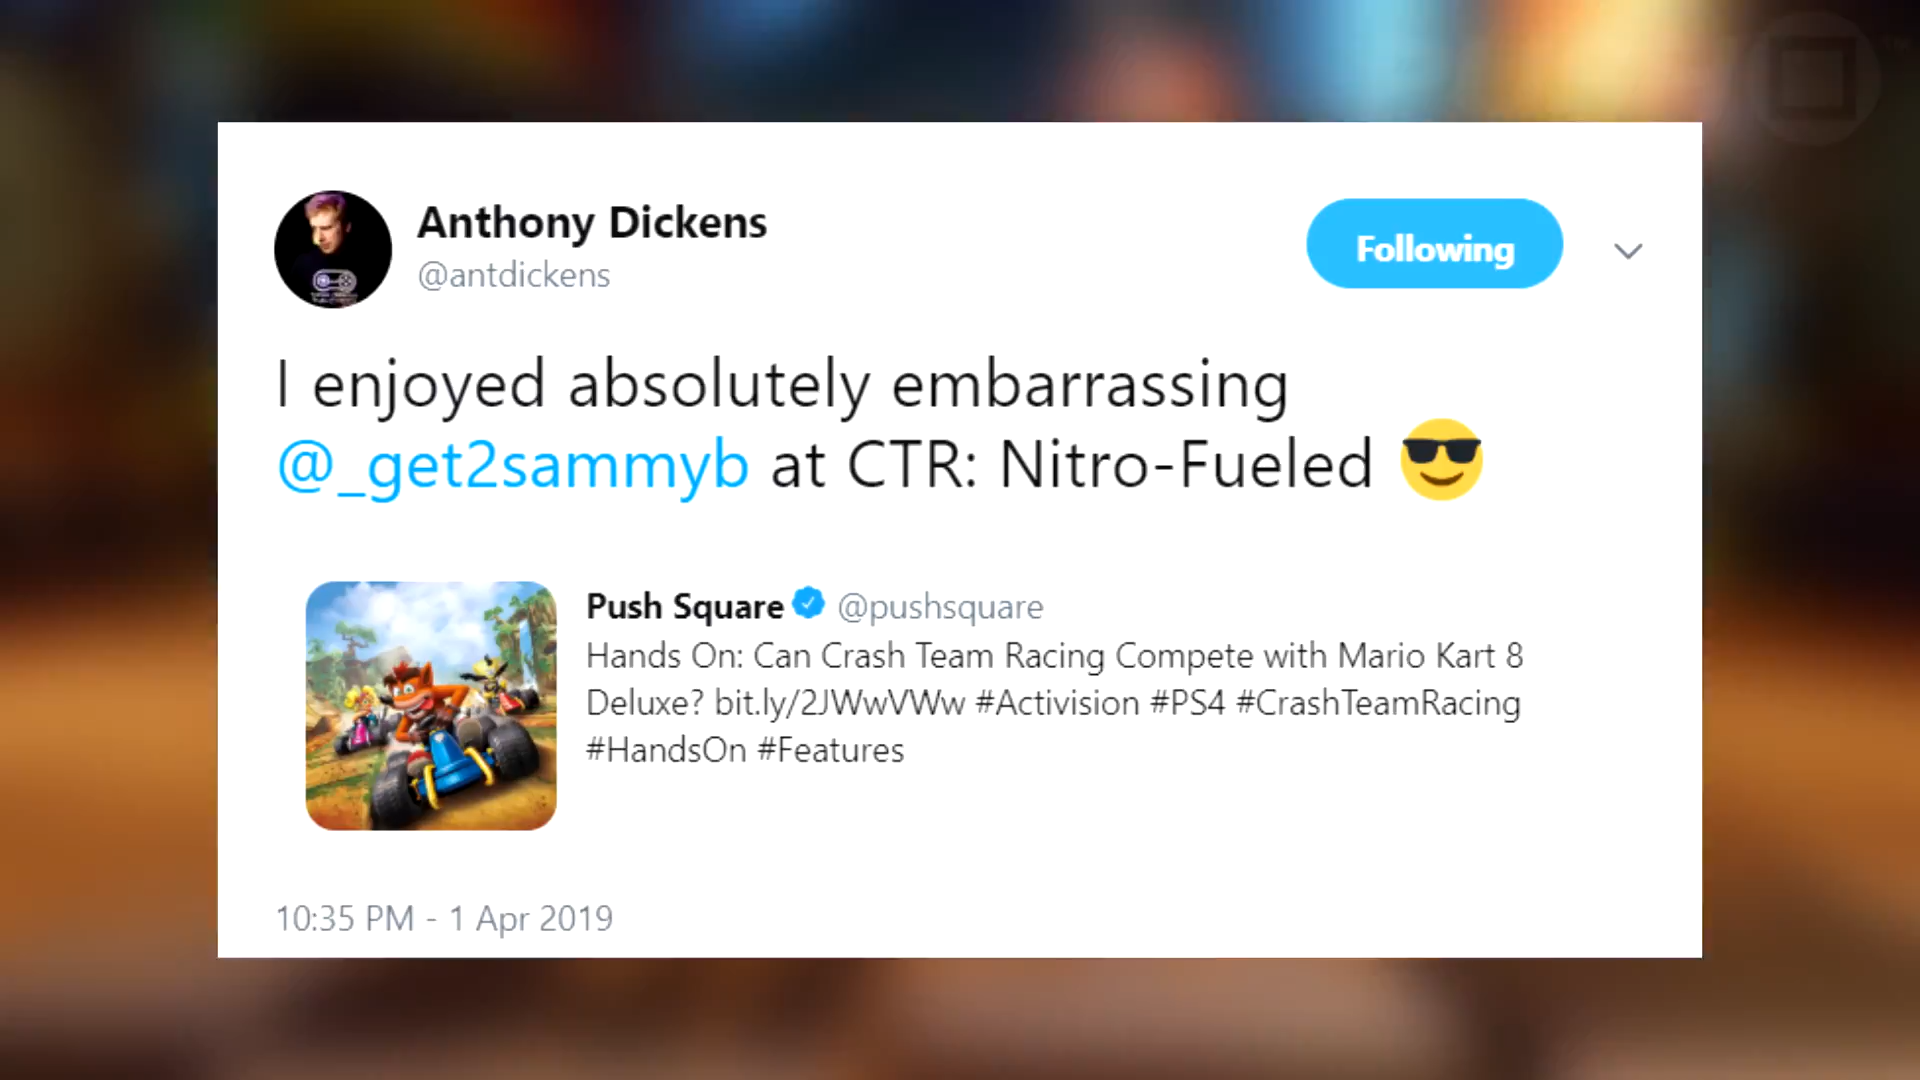 Anthony Dickens
@antdickens
Following
I enjoyed absolutely embarrassing
@_get2sammyb at CTR: Nitro-Fueled 😎
Push Square @pushsquare
Hands On: Can Crash Team Racing Compete with Mario Kart 8
Deluxe? bit.ly/2JWwVWw #Activision #PS4 #CrashTeamRacing
#HandsOn #Features
10:35 PM - 1 Apr 2019